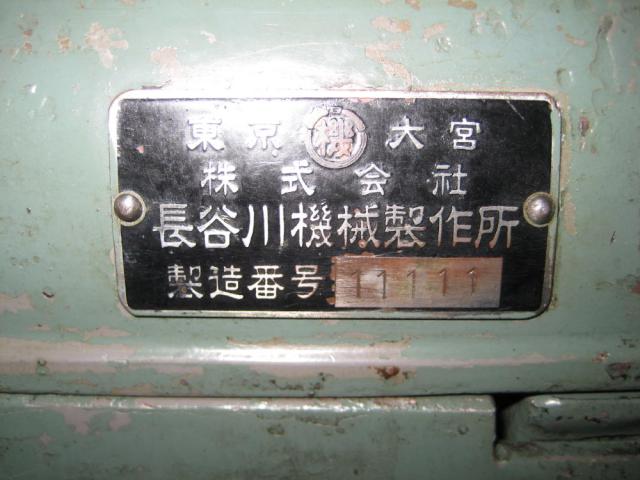 東京 機 大宮
株式会社
長谷川機械製作所
製造番号 11111